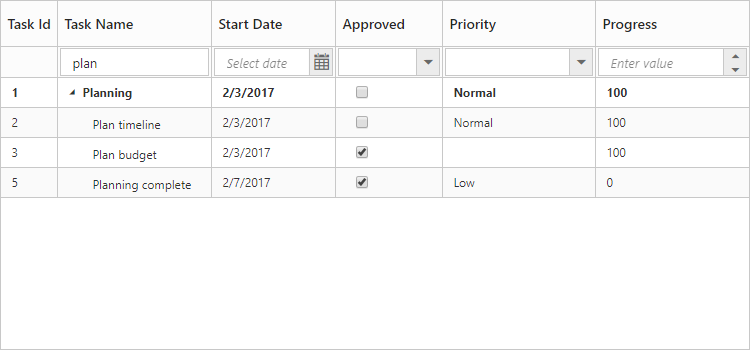 Task Id Task Name Start Date Approved Priority Progress
plan Select date Enter value
1 Planning 2/3/2017 Normal 100
2 Plan timeline 2/3/2017 Normal 100
3 Plan budget 2/3/2017 100
5 Planning complete 2/7/2017 Low 0